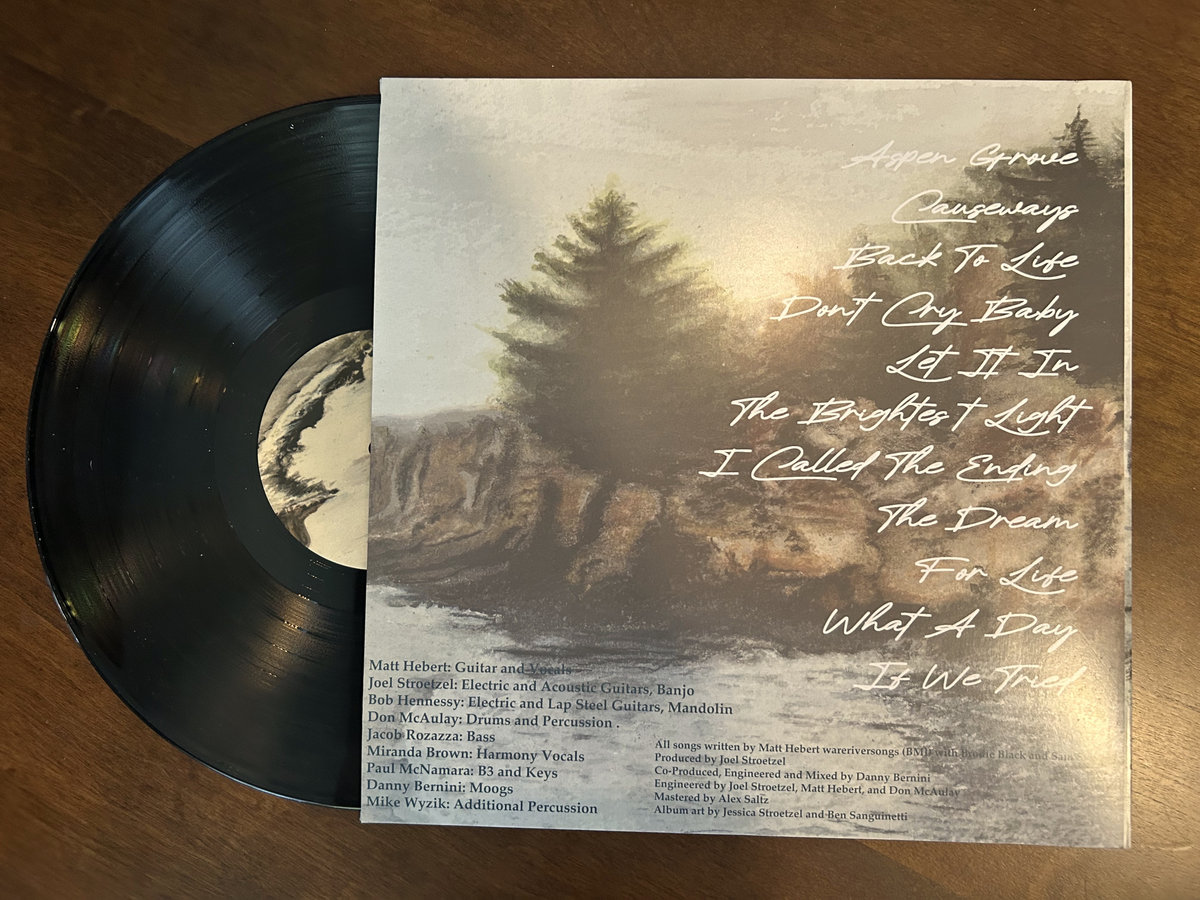 Aspen Grove
Causeways
Back To Life
Don't Cry Baby
Let It In
The Brightest Light
I Called The Ending
The Dream
For Life
What A Day
If We Tried
Matt Hebert: Guitar and Vocals
Joel Stroetzel: Electric and Acoustic Guitars, Banjo
Bob Hennessy: Electric and Lap Steel Guitars, Mandolin
Don McAulay: Drums and Percussion .
Jacob Rozazza: Bass
Miranda Brown: Harmony Vocals
Paul McNamara: B3 and Keys
Danny Bernini: Moogs
Mike Wyzik: Additional Percussion
All songs written by Matt Hebert wareriversongs (BMI) with Brodie Black and Sam
Produced by Joel Stroetzel
Co-Produced, Engineered and Mixed by Danny Bernini
Engineered by Joel Stroetzel, Matt Hebert, and Don McAulay
Mastered by Alex Saltz
Album art by Jessica Stroetzel and Ben Sanguinetti